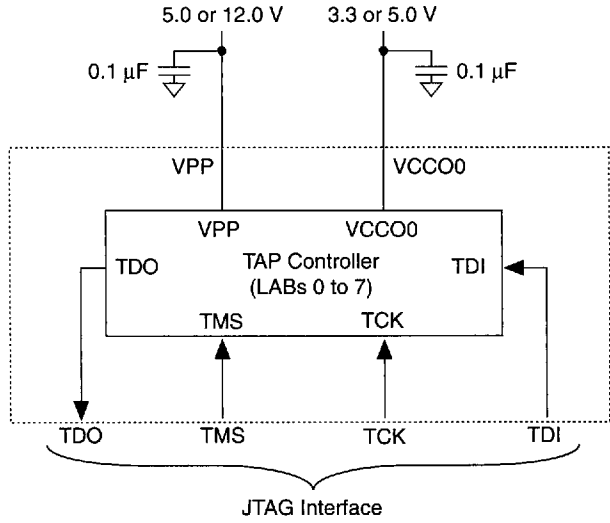 5.0 or 12.0 V 3.3 or 5.0 V
0.1 µF 0.1 µF
VPP VCCO0
VPP VCCO0
TDO TAP Controller TDI
(LABs 0 to 7)
TMS TCK
TDO TMS TCK TDI
JTAG Interface